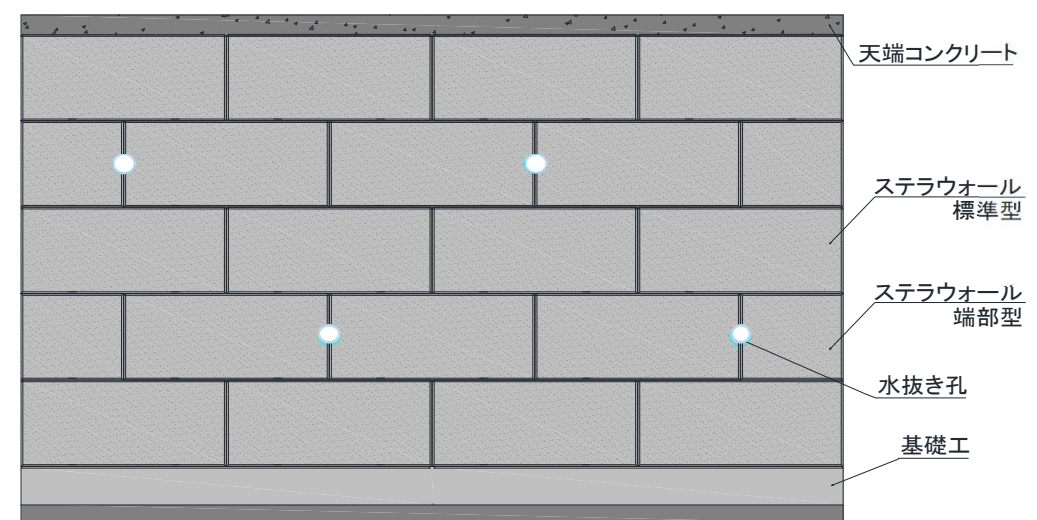 天端コンクリート
ステラウォール
標準型
ステラウォール
端部型
水抜き孔
基礎工